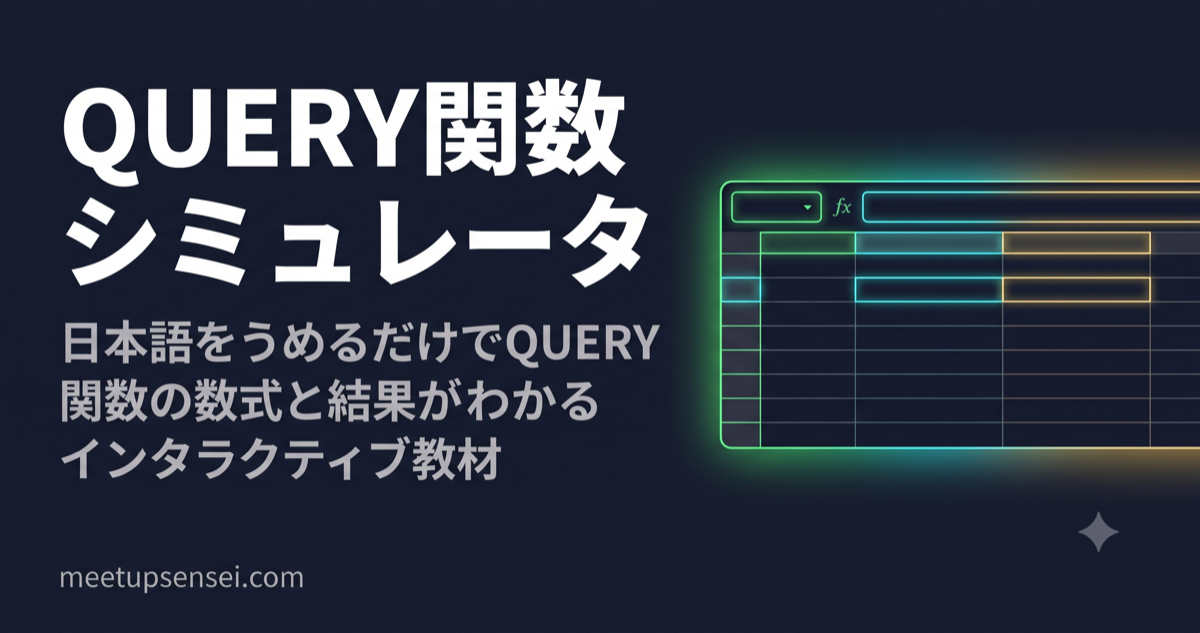 QUERY関数
シミュレータ
日本語をうめるだけでQUERY
関数の数式と結果がわかる
インタラクティブ教材
fx
meetupsensei.com